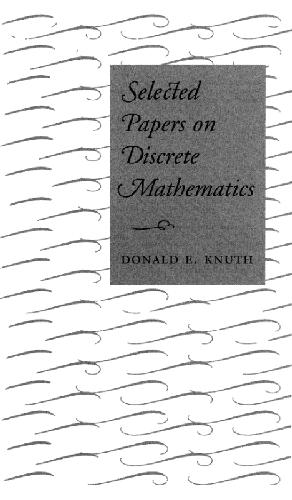 Selected
Papers on
Discrete
Mathematics
DONALD E. KNUTH